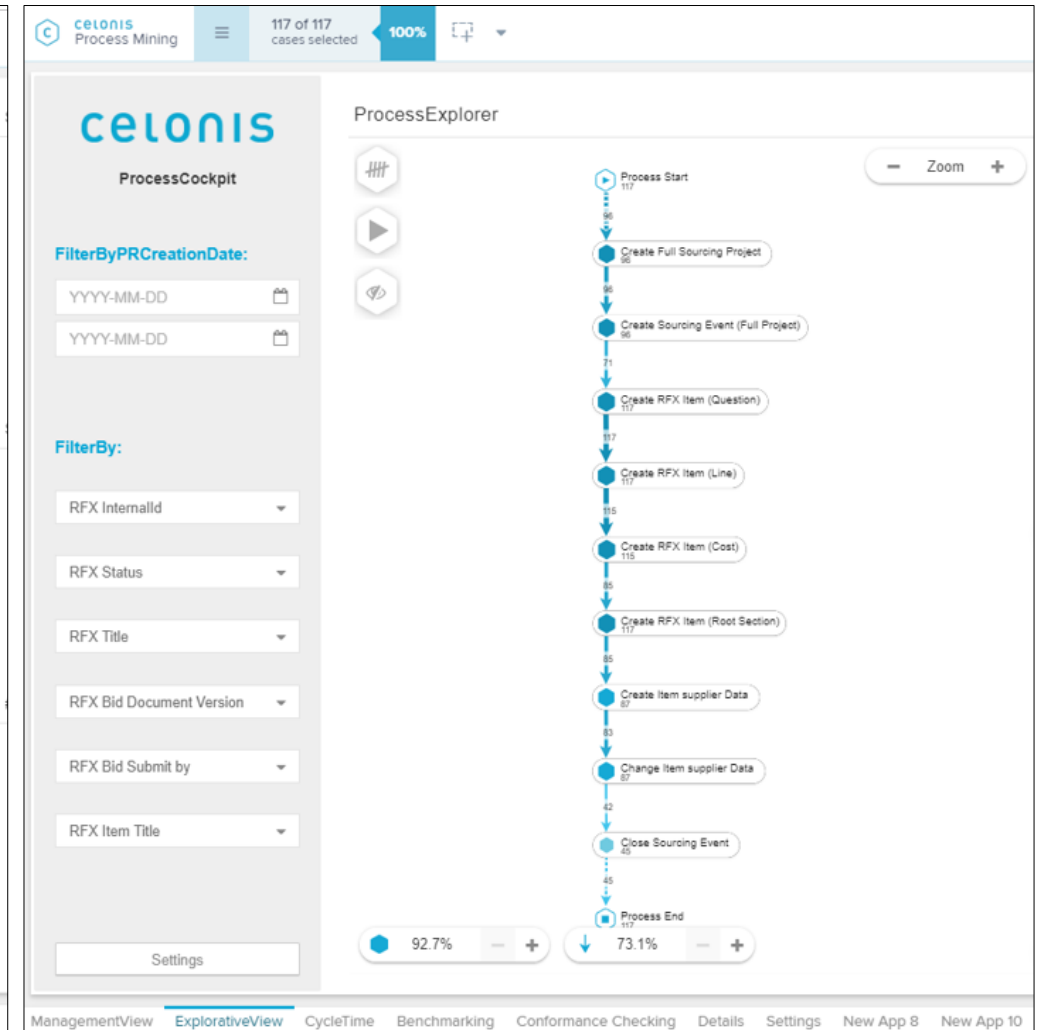 celonis
Process Mining
117 of 117
cases selected
100%
celonis
ProcessCockpit
FilterByPRCreationDate:
YYYY-MM-DD
YYYY-MM-DD
FilterBy:
RFX InternalId
RFX Status
RFX Title
RFX Bid Document Version
RFX Bid Submit by
RFX Item Title
Settings
ProcessExplorer
Zoom
Process Start
117
96
Create Full Sourcing Project
96
96
Create Sourcing Event (Full Project)
96
71
Create RFX Item (Question)
117
117
Create RFX Item (Line)
117
115
Create RFX Item (Cost)
115
85
Create RFX Item (Root Section)
117
85
Create Item supplier Data
87
83
Change Item supplier Data
87
42
Close Sourcing Event
45
45
Process End
117
92.7%
73.1%
ManagementView ExplorativeView CycleTime Benchmarking Conformance Checking Details Settings New App 8 New App 10